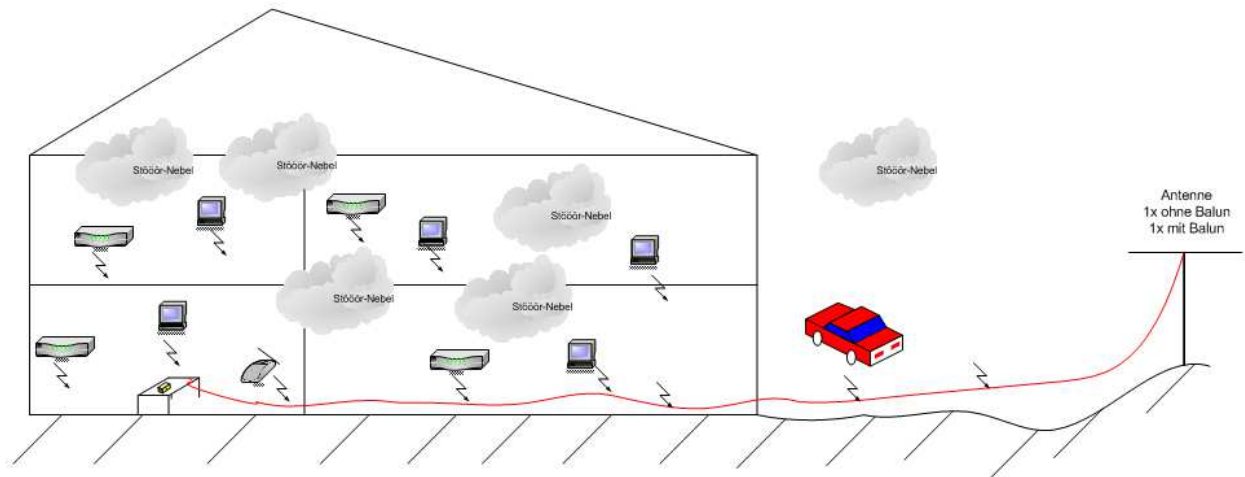 Stööör-Nebel
Stööör-Nebel
Stööör-Nebel
Stööör-Nebel
Antenne
1x ohne Balun
1x mit Balun
Stööör-Nebel
Stööör-Nebel